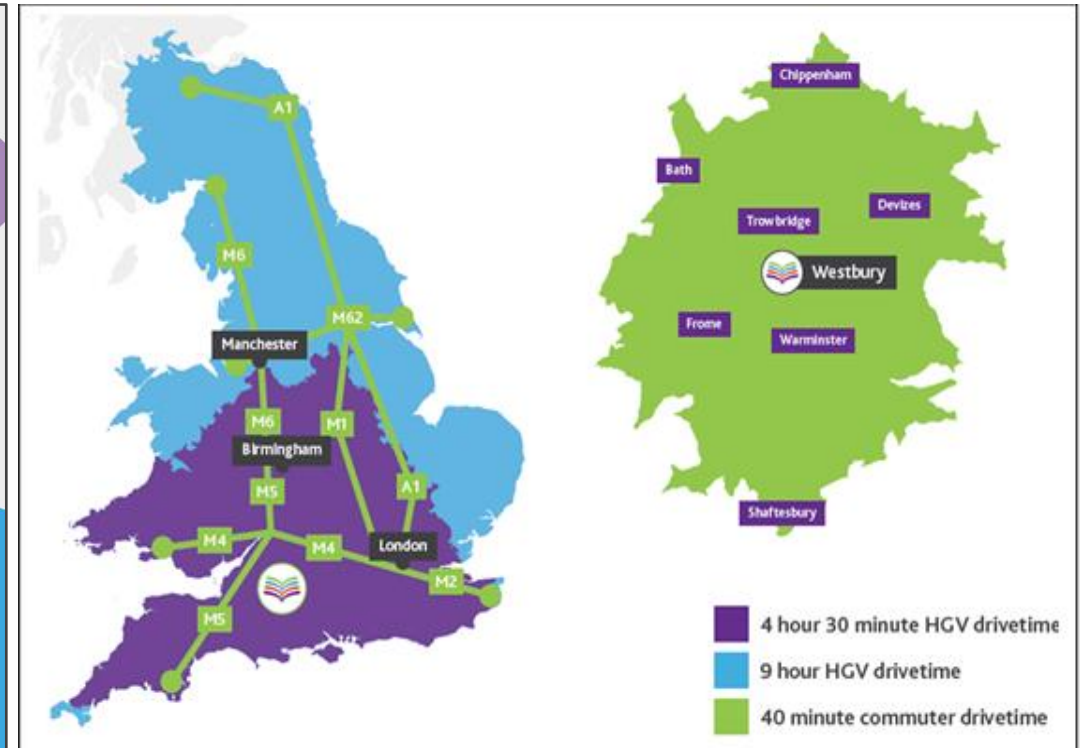 A1
M6
M62
Manchester
M6
M1
Birmingham
M5
A1
M4
M4
London
M2
M5
Chippenham
Bath
Devizes
Trowbridge
Westbury
Frome
Warminster
Shaftesbury
4 hour 30 minute HGV drivetime
9 hour HGV drivetime
40 minute commuter drivetime